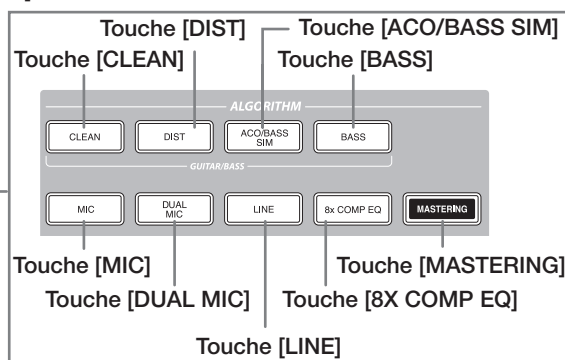 Touche [DIST]
Touche [ACO/BASS SIM]
Touche [CLEAN]
Touche [BASS]
ALGORITHM
CLEAN
DIST
ACO/BASS
SIM
BASS
GUITAR/BASS
MIC
DUAL
MIC
LINE
8x COMP EQ
MASTERING
Touche [MIC]
Touche [MASTERING]
Touche [DUAL MIC]
Touche [8X COMP EQ]
Touche [LINE]